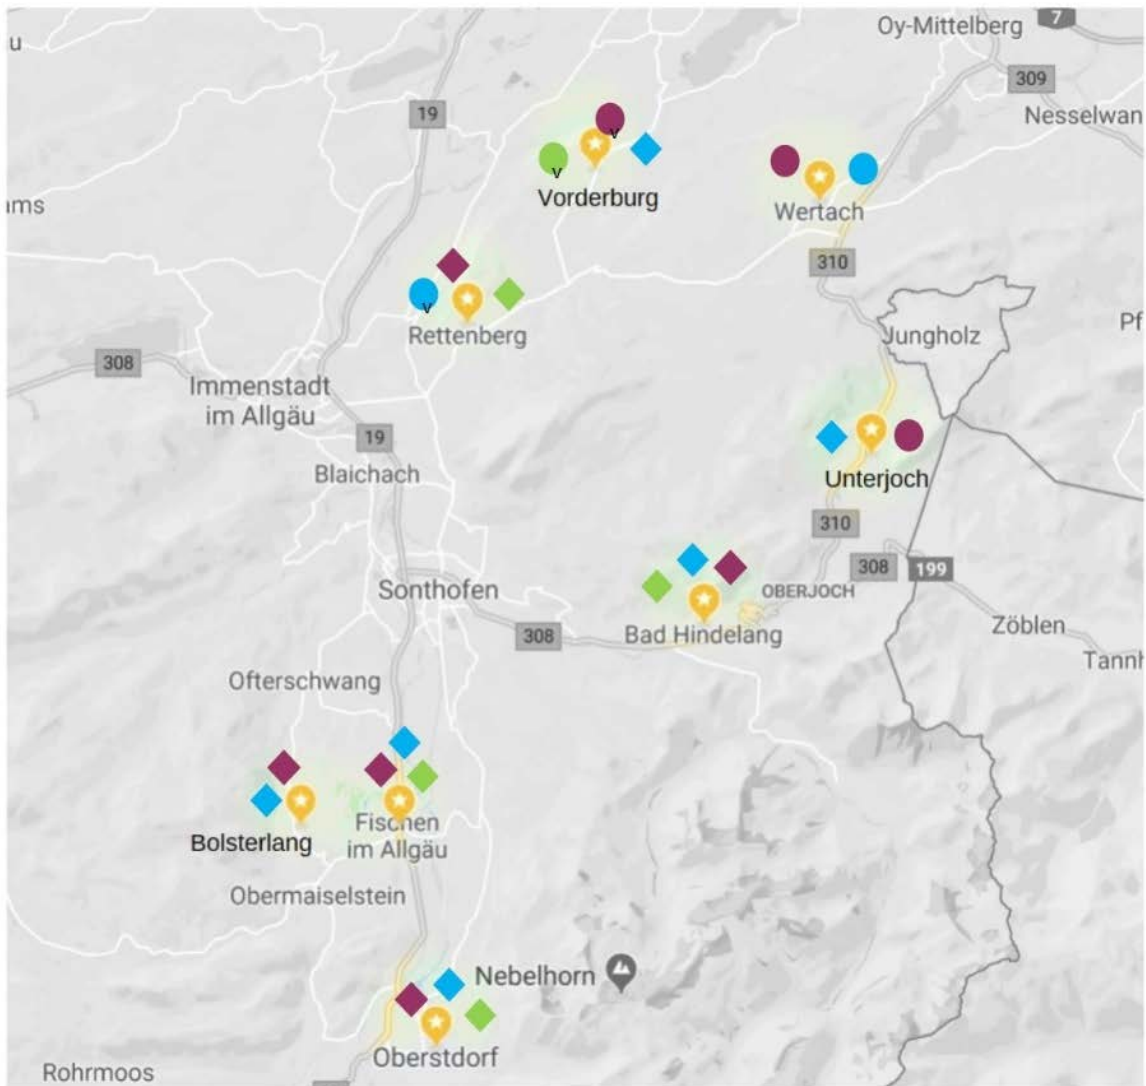 7
Oy-Mittelberg
u
309
19
Nesselwan
v
v
Vorderburg
ams
Wertach
310
v
Rettenberg
Jungholz
Pf
308
Immenstadt
im Allgäu
19
Blaichach
Unterjoch
310
308
199
Sonthofen
OBERJOCH
308
Bad Hindelang
Zöblen
Tannh
Ofterschwang
Fischen
im Allgäu
Bolsterlang
Obermaiselstein
Nebelhorn
Oberstdorf
Rohrmoos